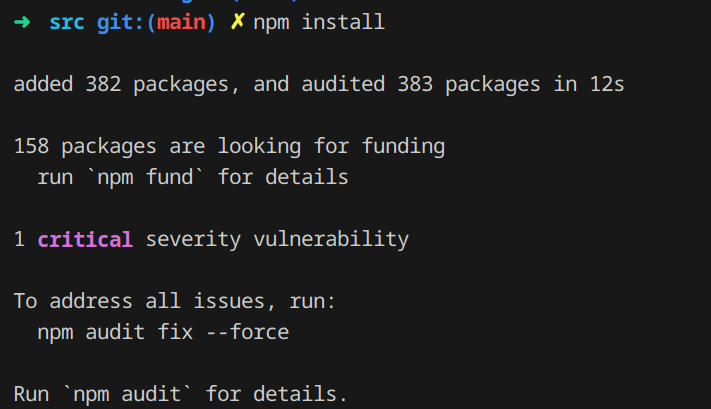 ➜ src git:(main) ✗ npm install
added 382 packages, and audited 383 packages in 12s
158 packages are looking for funding
run `npm fund` for details
1 critical severity vulnerability
To address all issues, run:
npm audit fix --force
Run `npm audit` for details.